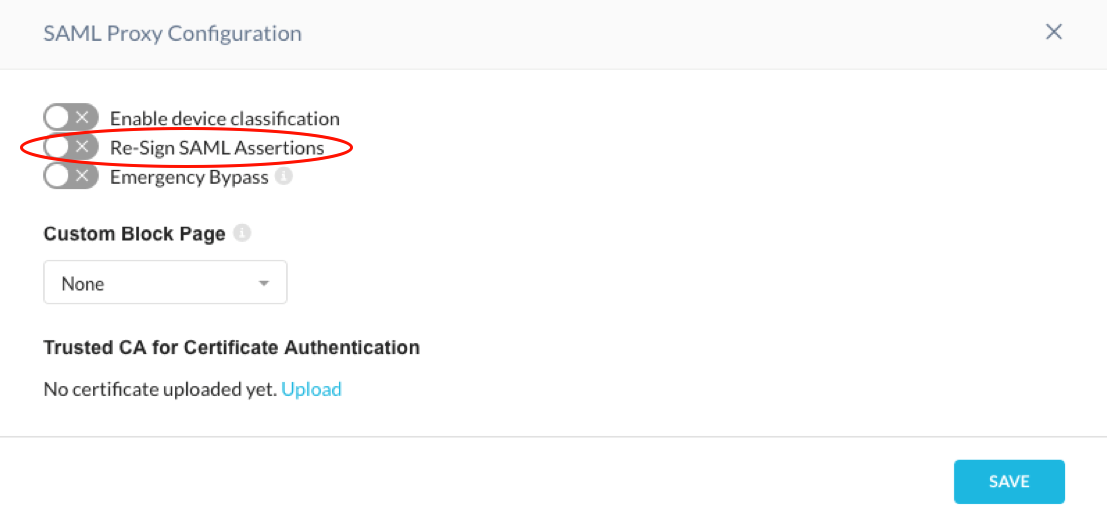 SAML Proxy Configuration
Enable device classification
Re-Sign SAML Assertions
Emergency Bypass
Custom Block Page
None
Trusted CA for Certificate Authentication
No certificate uploaded yet. Upload
SAVE